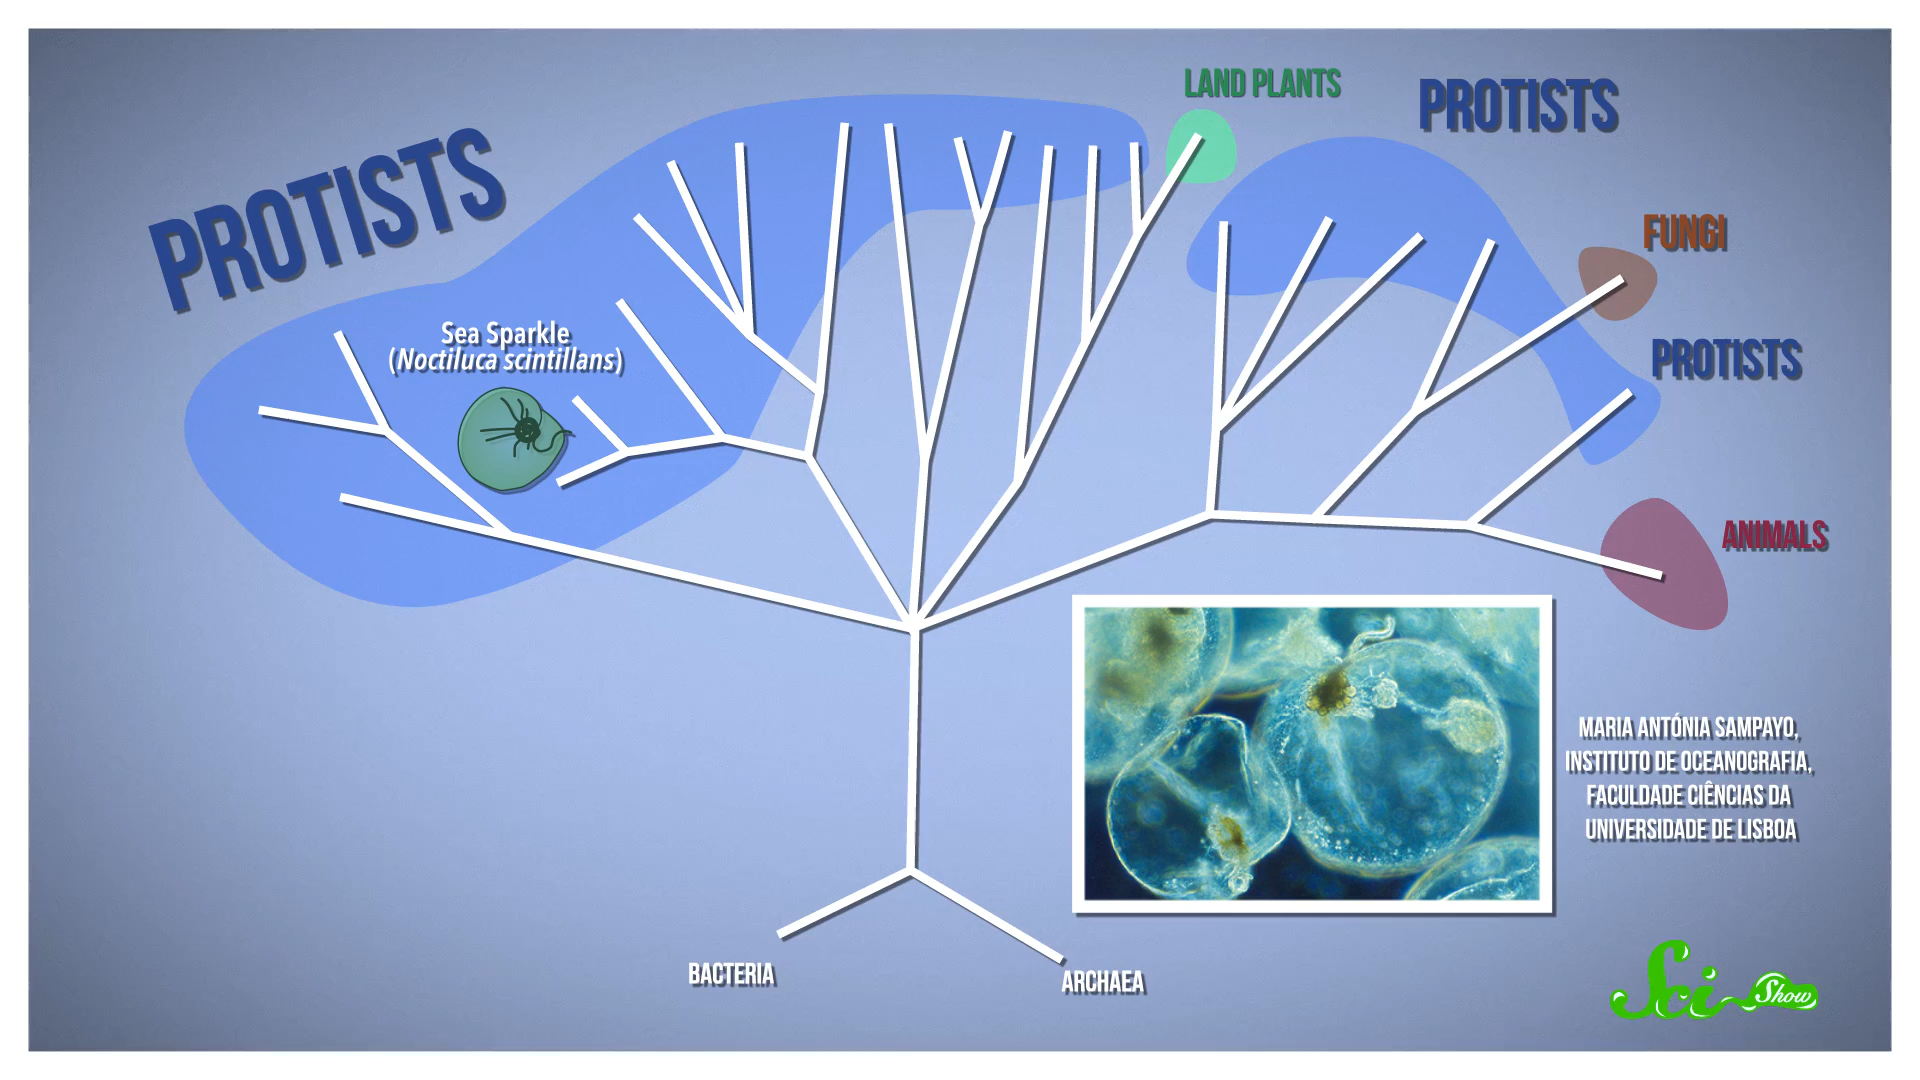 LAND PLANTS
PROTISTS
PROTISTS
FUNGI
Sea Sparkle
(Noctiluca scintillans)
PROTISTS
ANIMALS
MARIA ANTÓNIA SAMPAYO,
INSTITUTO DE OCEANOGRAFIA,
FACULDADE CIÊNCIAS DA
UNIVERSIDADE DE LISBOA
BACTERIA
ARCHAEA
Sci Show